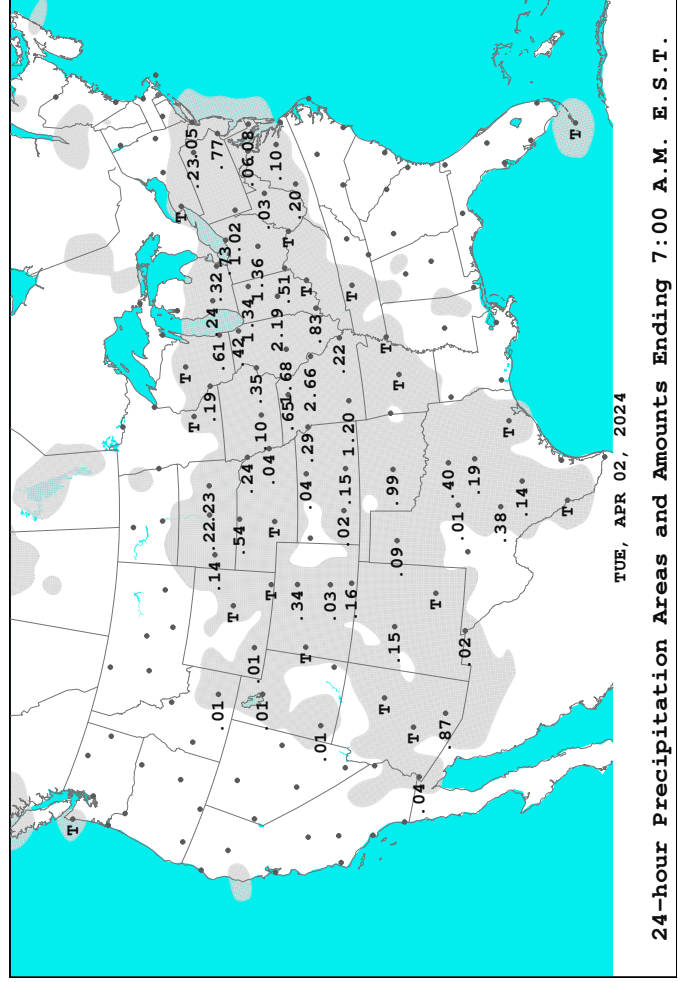 T
T
T
T
.23
.05
.19
.22
.23
.14
.24
.32
.77
.01
.61
.73
T
1.02
.54
.42
.24
1.34
.06
.08
.01
1.36
.35
.10
.01
.03
.04
T
T
.10
2.19
.51
1.68
.65
T
.20
.34
T
.04
T
.29
2.66
.83
.01
.03
.22
.02
.15
1.20
.16
T
T
T
.15
.09
.99
T
T
.04
T
.87
.40
.01
.02
.19
.38
T
.14
T
T
TUE, APR 02, 2024
24-hour Precipitation Areas and Amounts Ending 7:00 A.M. E.S.T.